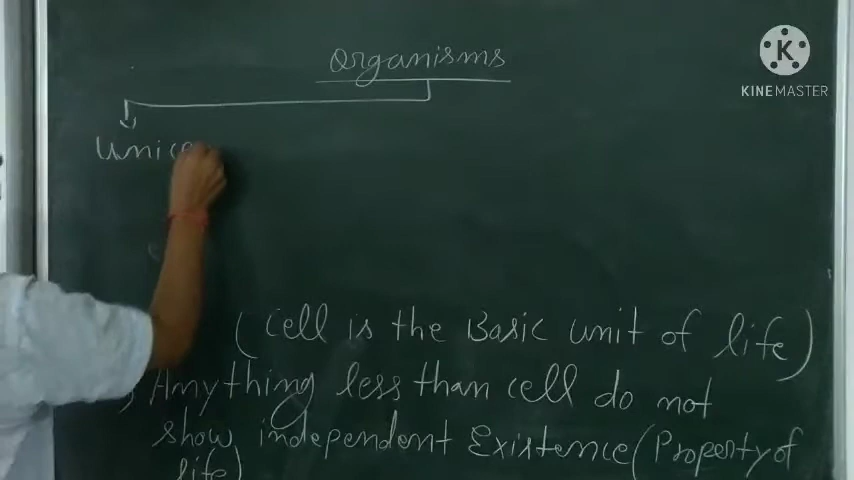 Organisms
K
KINEMASTER
Unice
(Cell is the Basic unit of life)
Anything less than cell do not
show independent Existence (Property of
life)